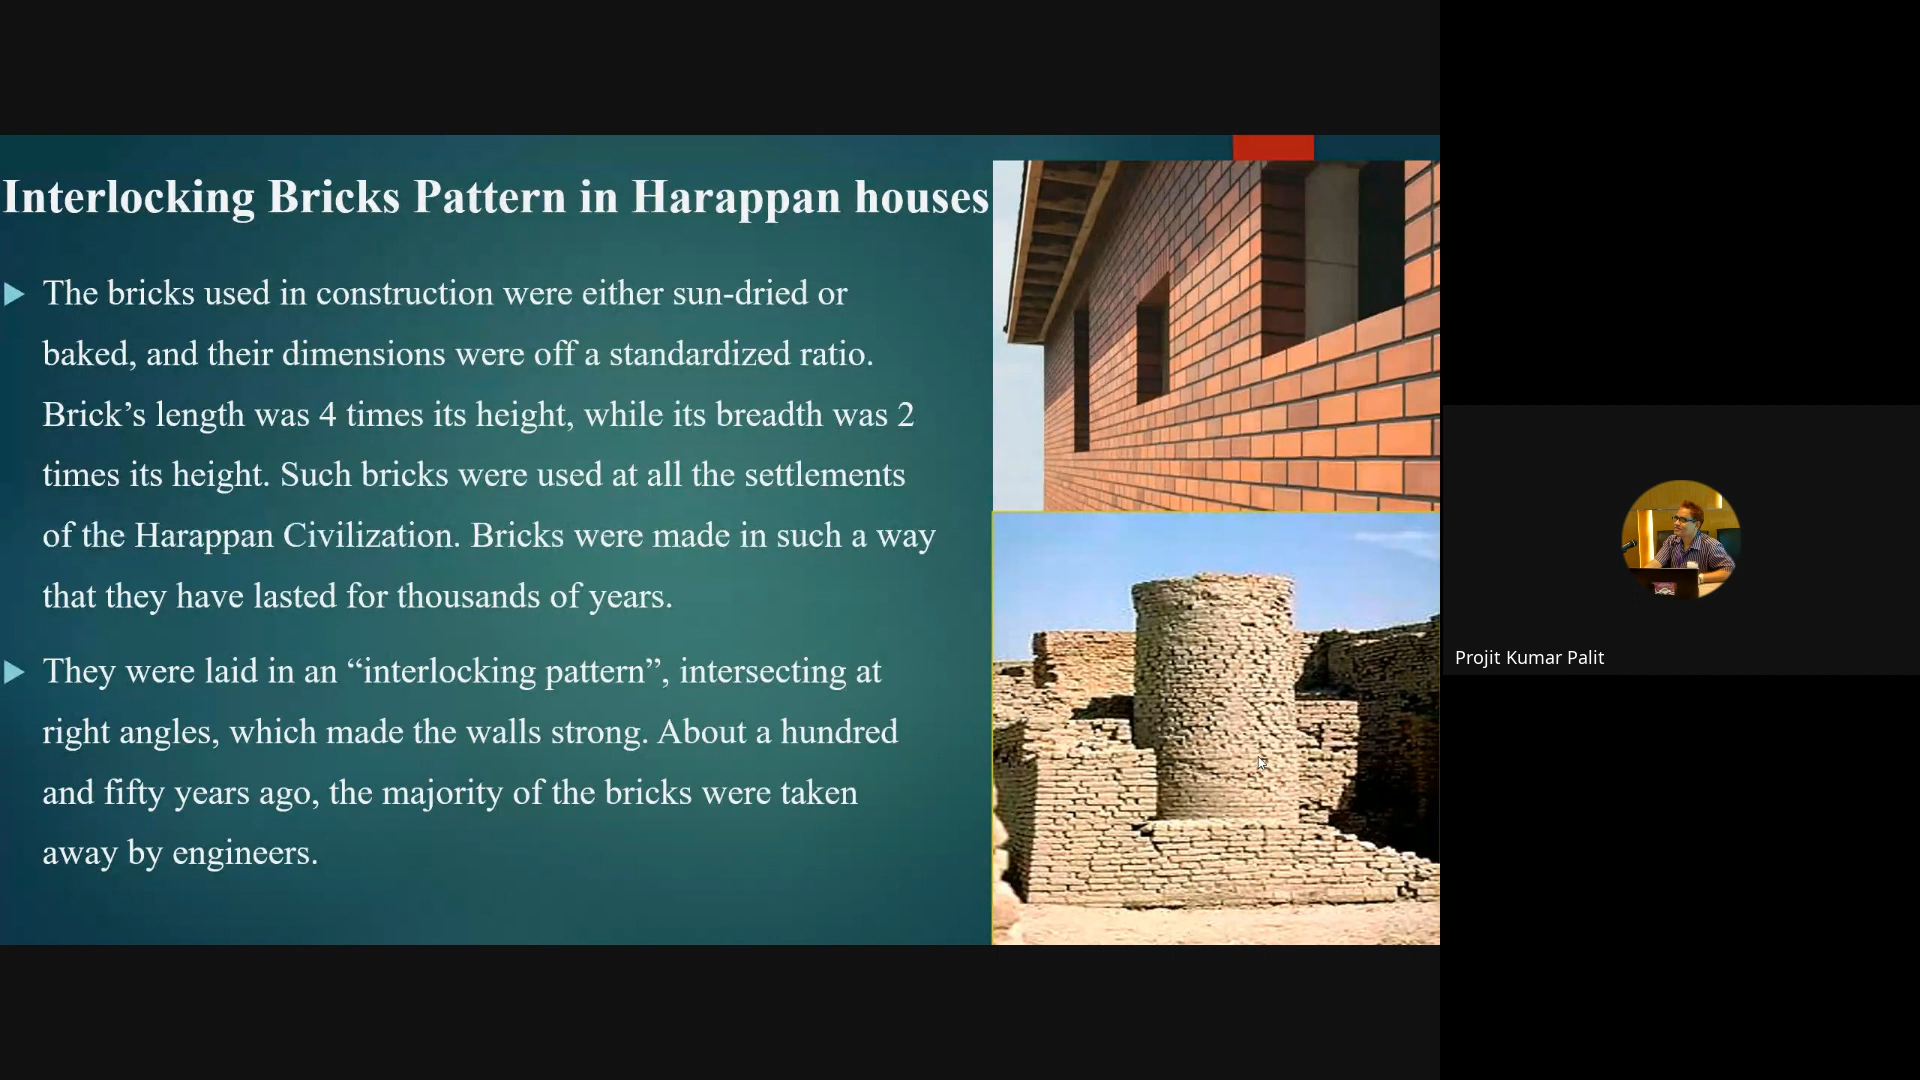 Interlocking Bricks Pattern in Harappan houses
The bricks used in construction were either sun-dried or
baked, and their dimensions were off a standardized ratio.
Brick’s length was 4 times its height, while its breadth was 2
times its height. Such bricks were used at all the settlements
of the Harappan Civilization. Bricks were made in such a way
that they have lasted for thousands of years.
They were laid in an “interlocking pattern”, intersecting at
right angles, which made the walls strong. About a hundred
and fifty years ago, the majority of the bricks were taken
away by engineers.
Projit Kumar Palit